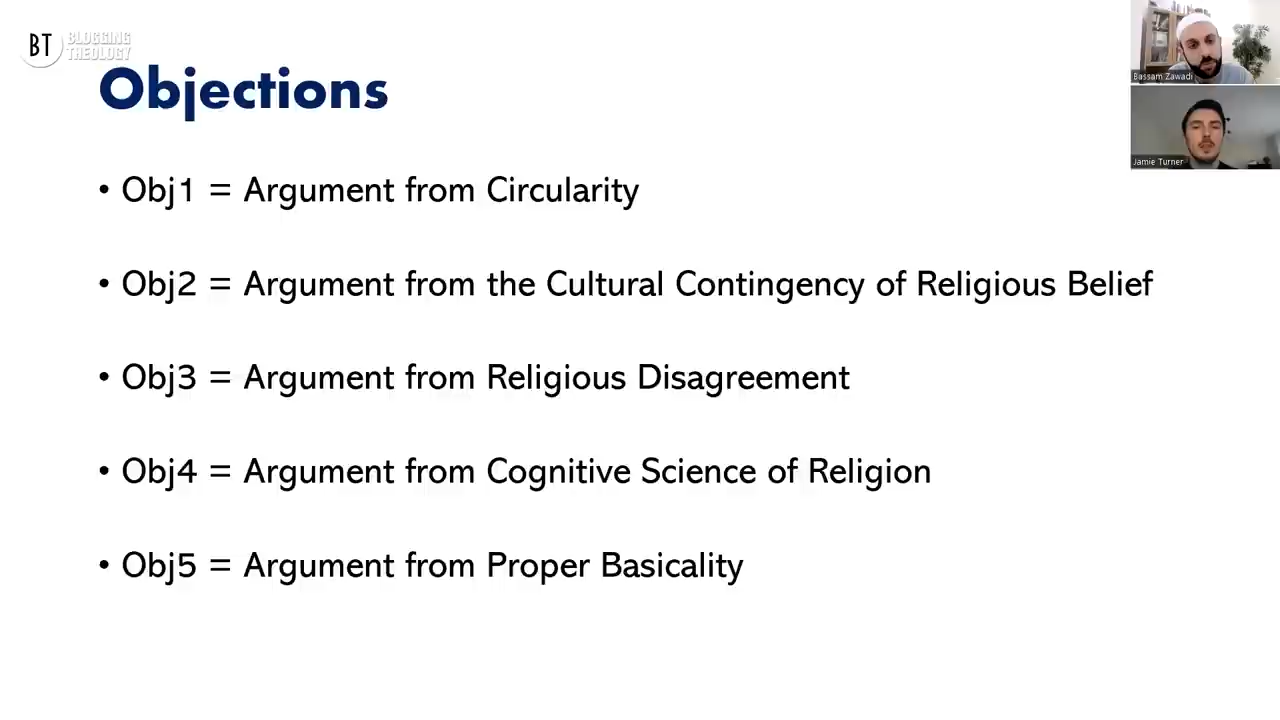 BT BLOGGING
THEOLOGY
Objections
Bassam Zawadi
Jamie Turner
• Obj1 = Argument from Circularity
• Obj2 = Argument from the Cultural Contingency of Religious Belief
• Obj3 = Argument from Religious Disagreement
• Obj4 = Argument from Cognitive Science of Religion
• Obj5 = Argument from Proper Basicality